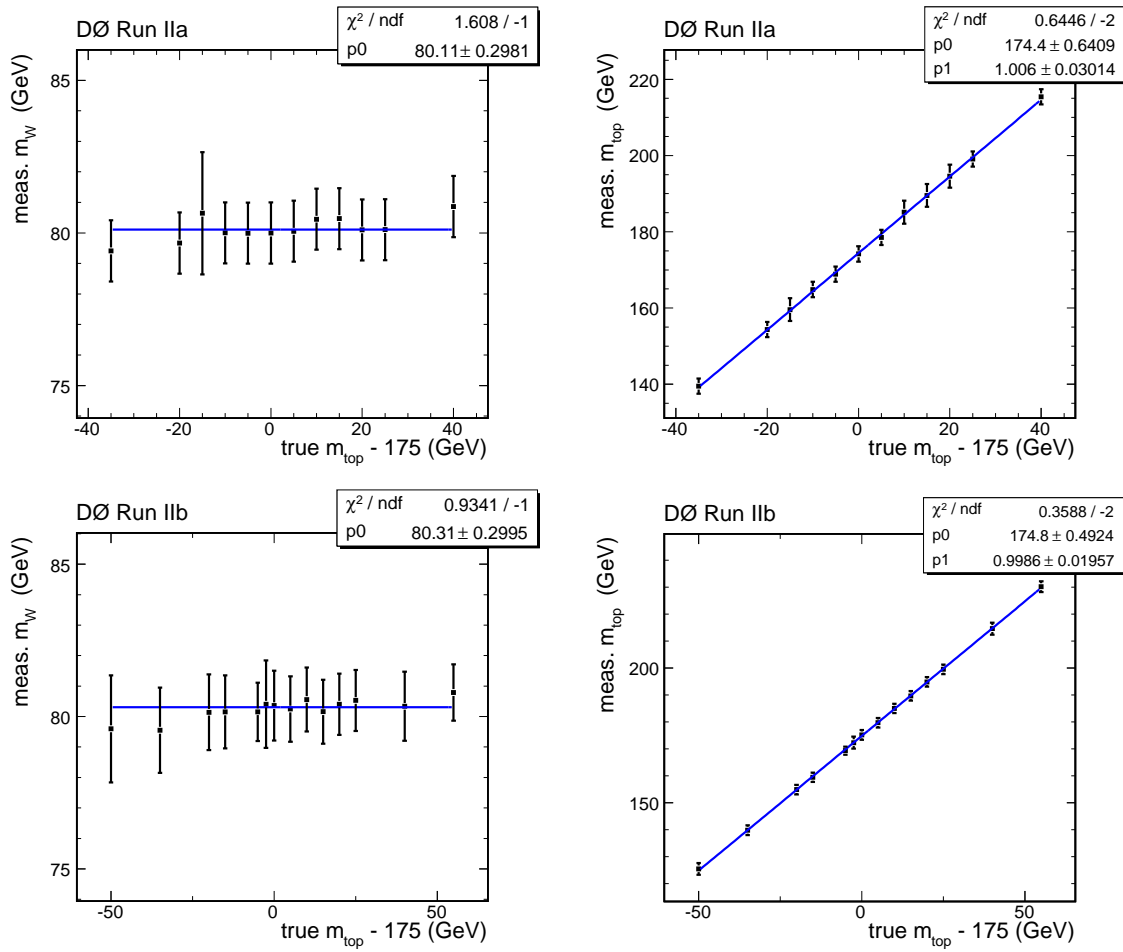 DØ Run IIa
χ² / ndf 1.608 / -1
p0 80.11± 0.2981
meas. m_W (GeV)
85
80
75
-40 -20 0 20 40
true m_top - 175 (GeV)
DØ Run IIa
χ² / ndf 0.6446 / -2
p0 174.4 ± 0.6409
p1 1.006 ± 0.03014
meas. m_top (GeV)
220
200
180
160
140
-40 -20 0 20 40
true m_top - 175 (GeV)
DØ Run IIb
χ² / ndf 0.9341 / -1
p0 80.31± 0.2995
meas. m_W (GeV)
85
80
75
-50 0 50
true m_top - 175 (GeV)
DØ Run IIb
χ² / ndf 0.3588 / -2
p0 174.8 ± 0.4924
p1 0.9986 ± 0.01957
meas. m_top (GeV)
200
150
-50 0 50
true m_top - 175 (GeV)